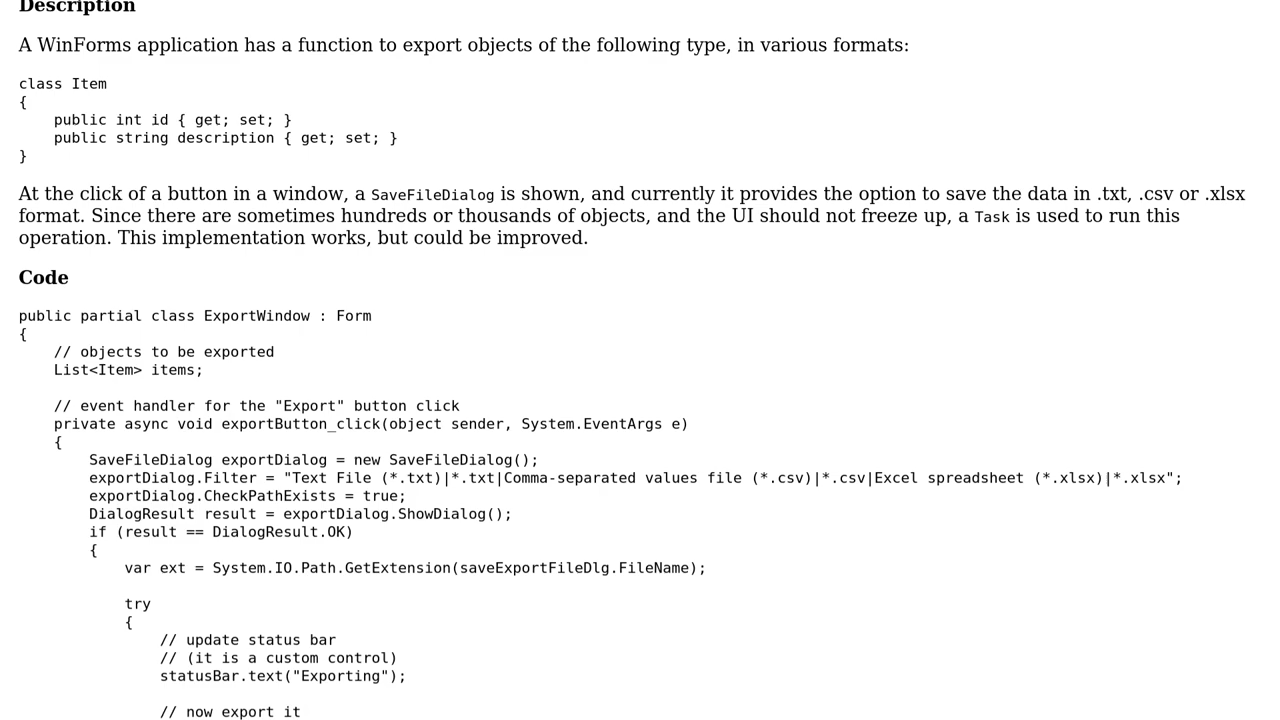 Description
A WinForms application has a function to export objects of the following type, in various formats:
class Item
{
    public int id { get; set; }
    public string description { get; set; }
}
At the click of a button in a window, a SaveFileDialog is shown, and currently it provides the option to save the data in .txt, .csv or .xlsx
format. Since there are sometimes hundreds or thousands of objects, and the UI should not freeze up, a Task is used to run this
operation. This implementation works, but could be improved.
Code
public partial class ExportWindow : Form
{
    // objects to be exported
    List<Item> items;
    // event handler for the "Export" button click
    private async void exportButton_click(object sender, System.EventArgs e)
    {
        SaveFileDialog exportDialog = new SaveFileDialog();
        exportDialog.Filter = "Text File (*.txt)|*.txt|Comma-separated values file (*.csv)|*.csv|Excel spreadsheet (*.xlsx)|*.xlsx";
        exportDialog.CheckPathExists = true;
        DialogResult result = exportDialog.ShowDialog();
        if (result == DialogResult.OK)
        {
            var ext = System.IO.Path.GetExtension(saveExportFileDlg.FileName);
            try
            {
                // update status bar
                // (it is a custom control)
                statusBar.text("Exporting");
                // now export it